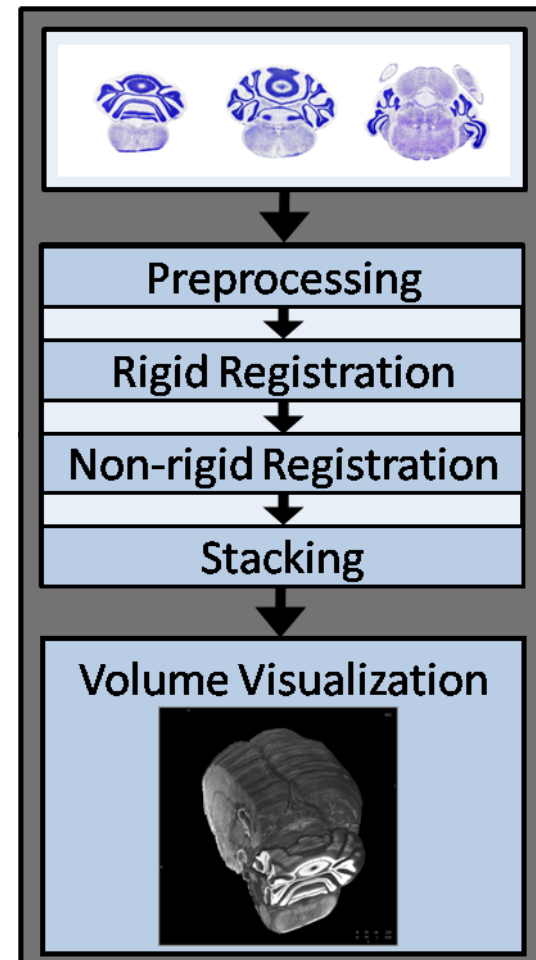 Preprocessing
Rigid Registration
Non-rigid Registration
Stacking
Volume Visualization